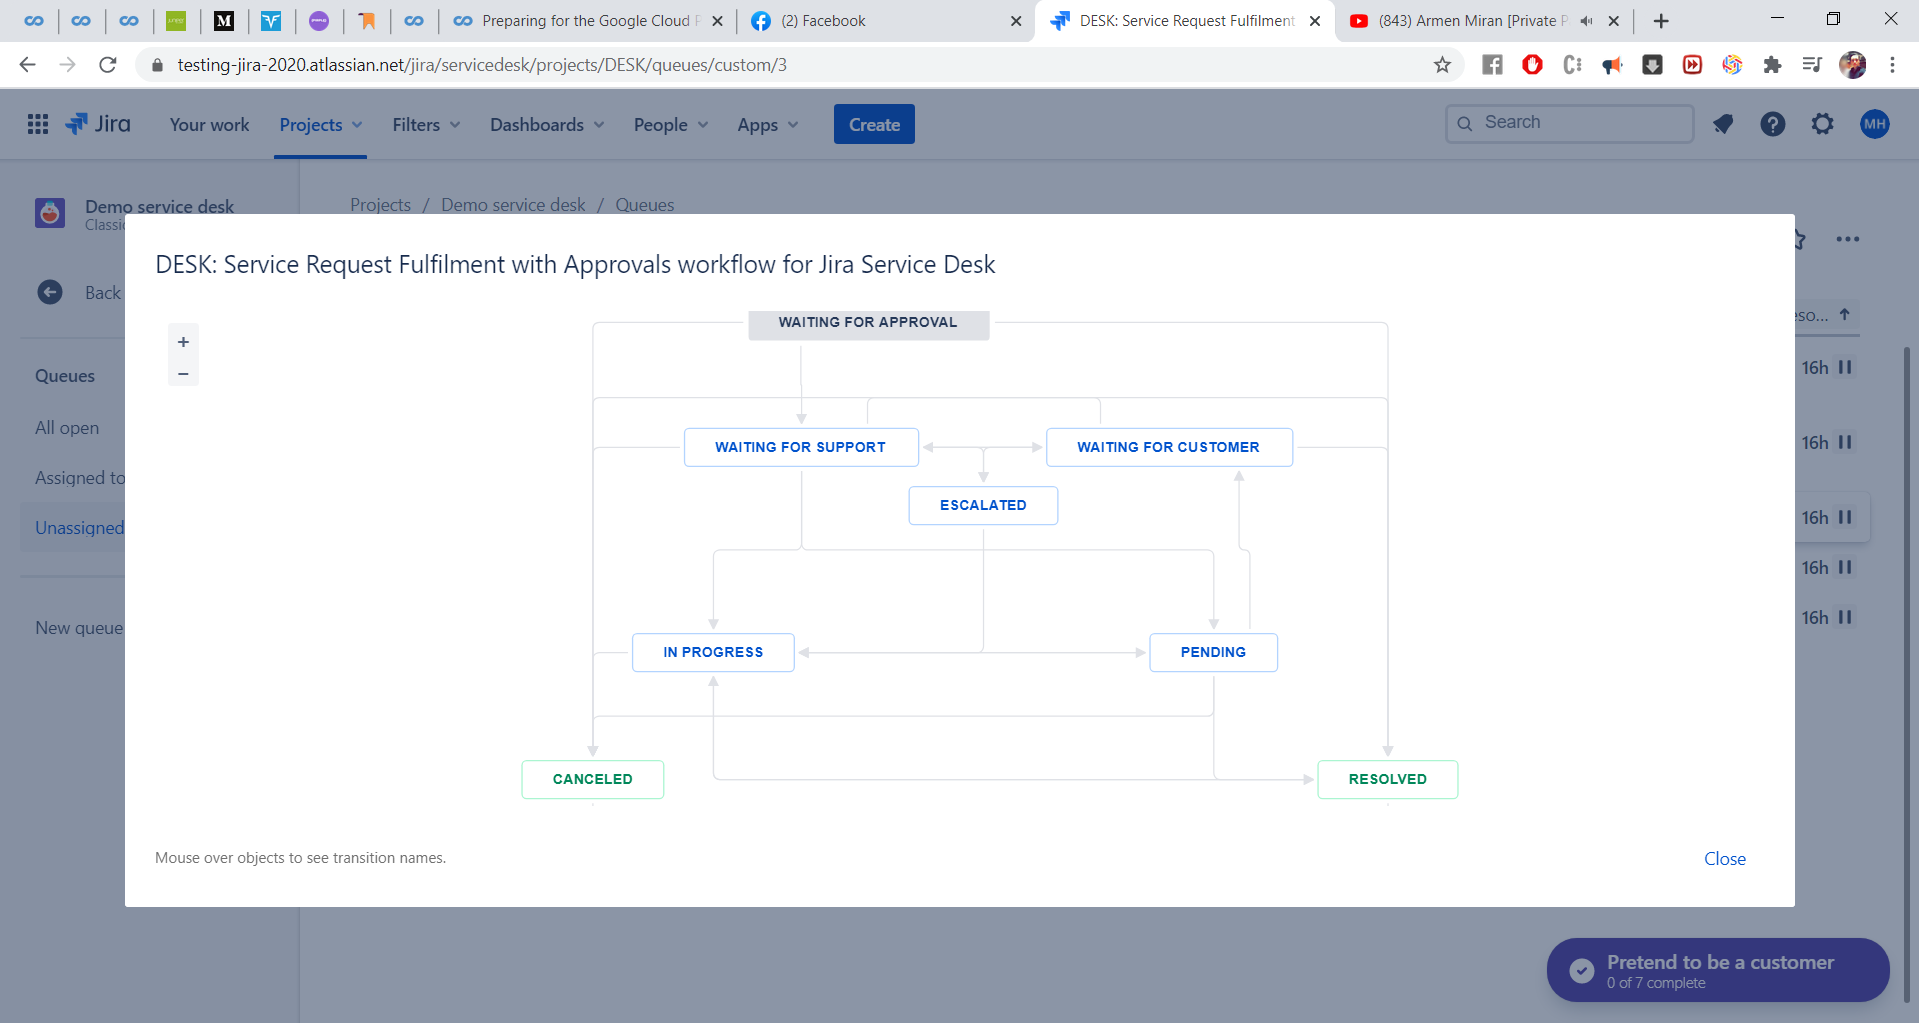 Preparing for the Google Cloud P
(2) Facebook
DESK: Service Request Fulfilment
(843) Armen Miran [Private P
testing-jira-2020.atlassian.net/jira/servicedesk/projects/DESK/queues/custom/3
Jira
Your work
Projects
Filters
Dashboards
People
Apps
Create
Search
MH
Demo service desk
Classic
Projects / Demo service desk / Queues
Back
Queues
All open
Assigned to
Unassigned
New queue
DESK: Service Request Fulfilment with Approvals workflow for Jira Service Desk
+
−
WAITING FOR APPROVAL
WAITING FOR SUPPORT
WAITING FOR CUSTOMER
ESCALATED
IN PROGRESS
PENDING
CANCELED
RESOLVED
Mouse over objects to see transition names.
Close
eso...
16h
16h
16h
16h
16h
Pretend to be a customer
0 of 7 complete